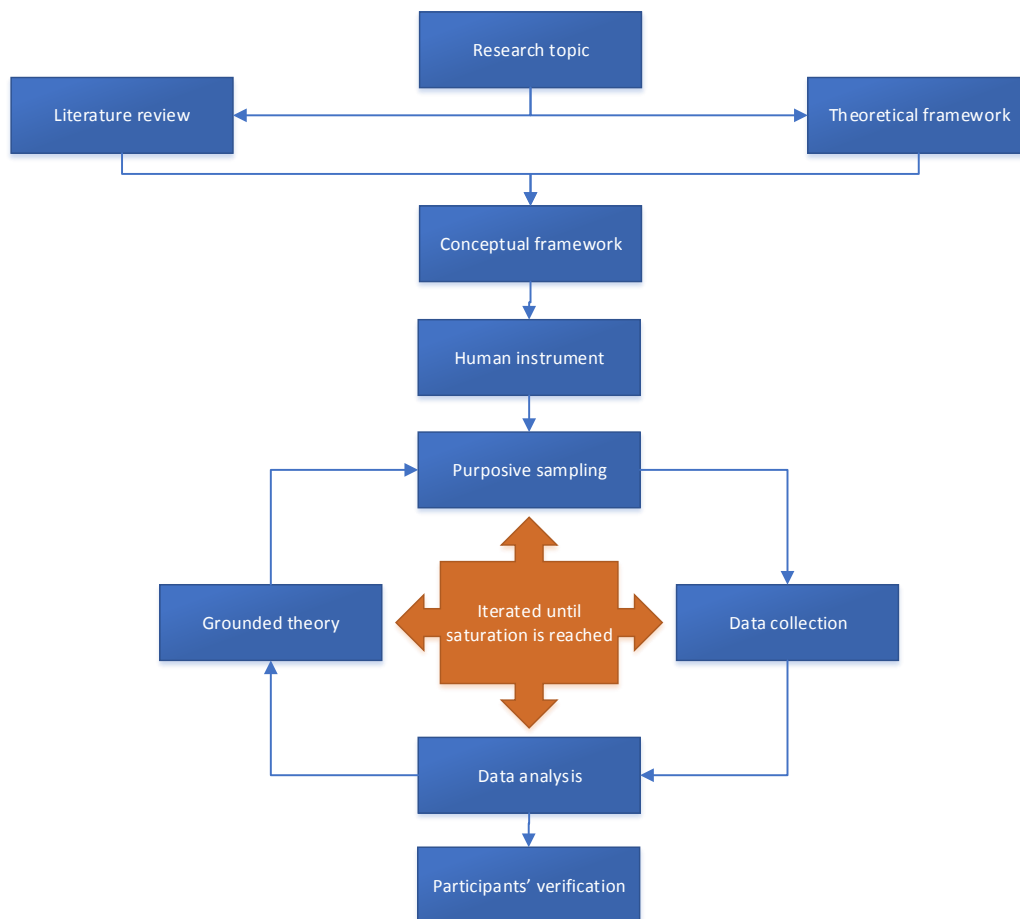 Research topic
Literature review
Theoretical framework
Conceptual framework
Human instrument
Purposive sampling
Grounded theory
Iterated until
saturation is reached
Data collection
Data analysis
Participants’ verification